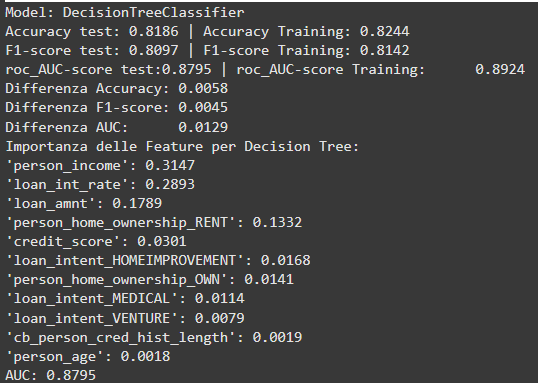 Model: DecisionTreeClassifier
Accuracy test: 0.8186 | Accuracy Training: 0.8244
F1-score test: 0.8097 | F1-score Training: 0.8142
roc_AUC-score test:0.8795 | roc_AUC-score Training:      0.8924
Differenza Accuracy: 0.0058
Differenza F1-score: 0.0045
Differenza AUC:      0.0129
Importanza delle Feature per Decision Tree:
'person_income': 0.3147
'loan_int_rate': 0.2893
'loan_amnt': 0.1789
'person_home_ownership_RENT': 0.1332
'credit_score': 0.0301
'loan_intent_HOMEIMPROVEMENT': 0.0168
'person_home_ownership_OWN': 0.0141
'loan_intent_MEDICAL': 0.0114
'loan_intent_VENTURE': 0.0079
'cb_person_cred_hist_length': 0.0019
'person_age': 0.0018
AUC: 0.8795